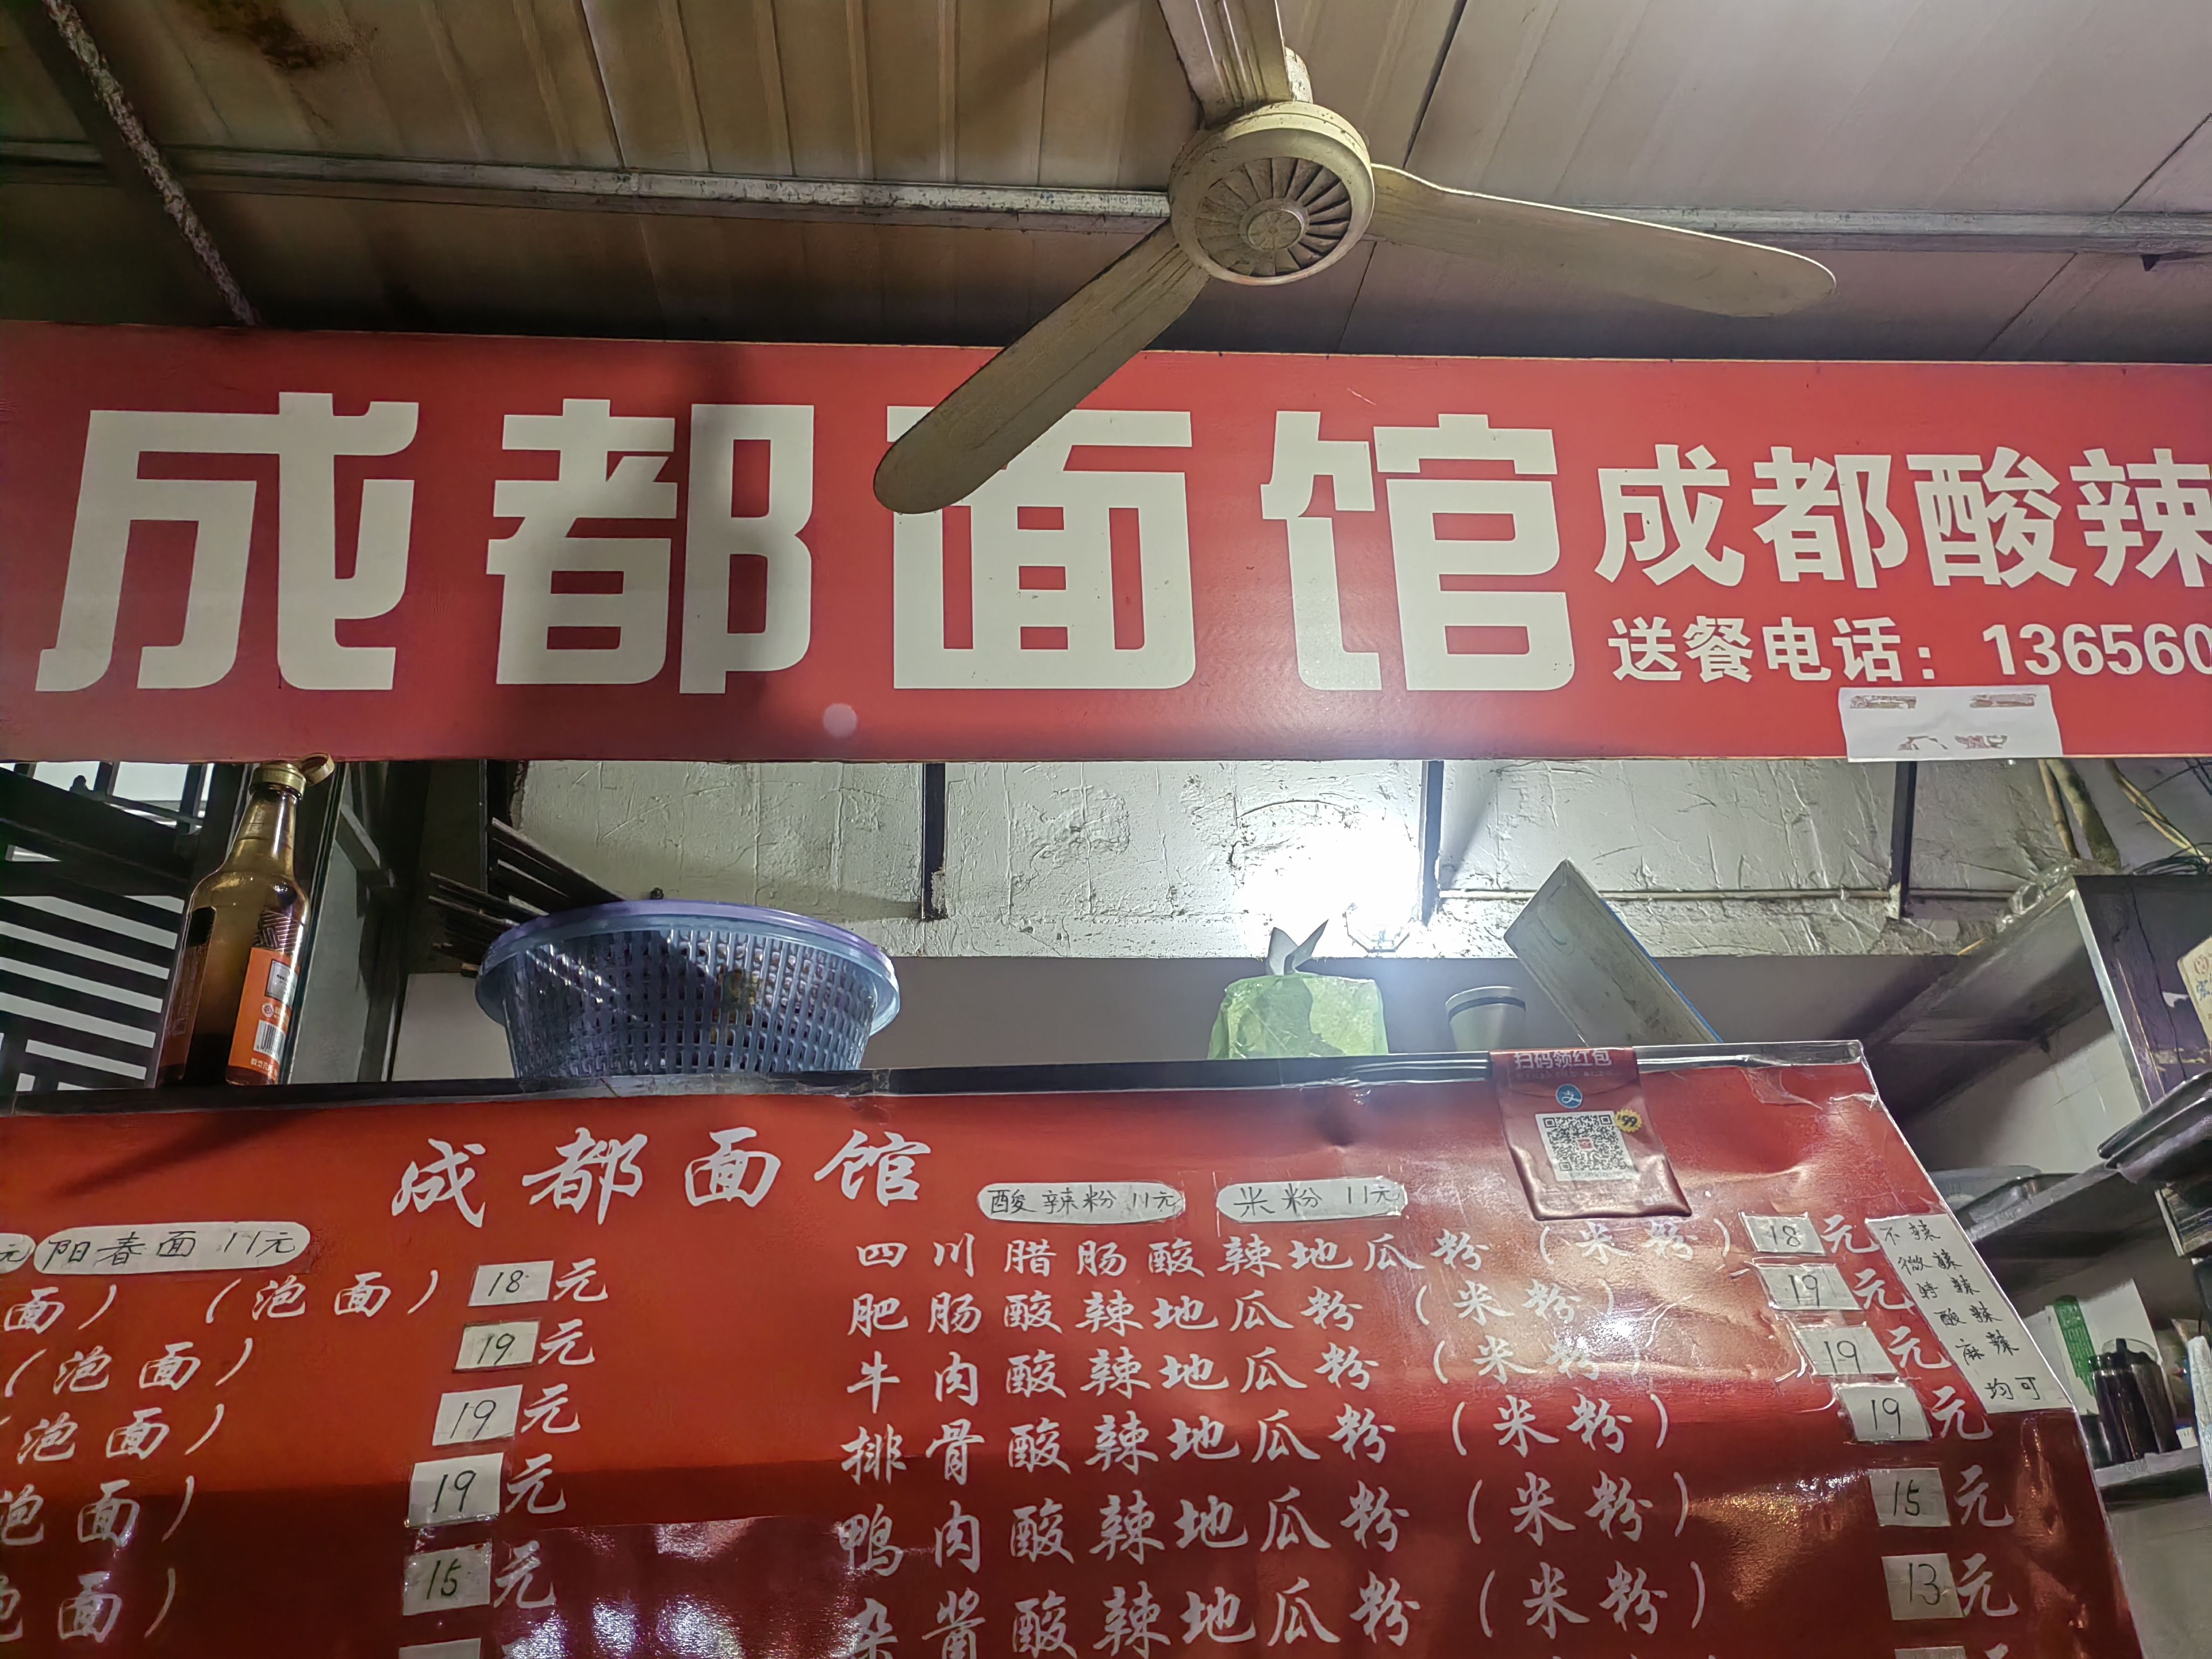 成都面馆
成都酸辣
送餐电话：136560
扫码领红包
成都面馆
酸辣粉 11元
米粉 11元
元
阳春面 11元
面）（泡面）18元
（泡面）19元
（泡面）19元
泡面）19元
泡面）15元
四川腊肠酸辣地瓜粉（米粉）18元
肥肠酸辣地瓜粉（米粉）19元
牛肉酸辣地瓜粉（米粉）19元
排骨酸辣地瓜粉（米粉）19元
鸭肉酸辣地瓜粉（米粉）15元
杂酱酸辣地瓜粉（米粉）13元
不辣
微辣
特辣
酸辣
麻辣
均可